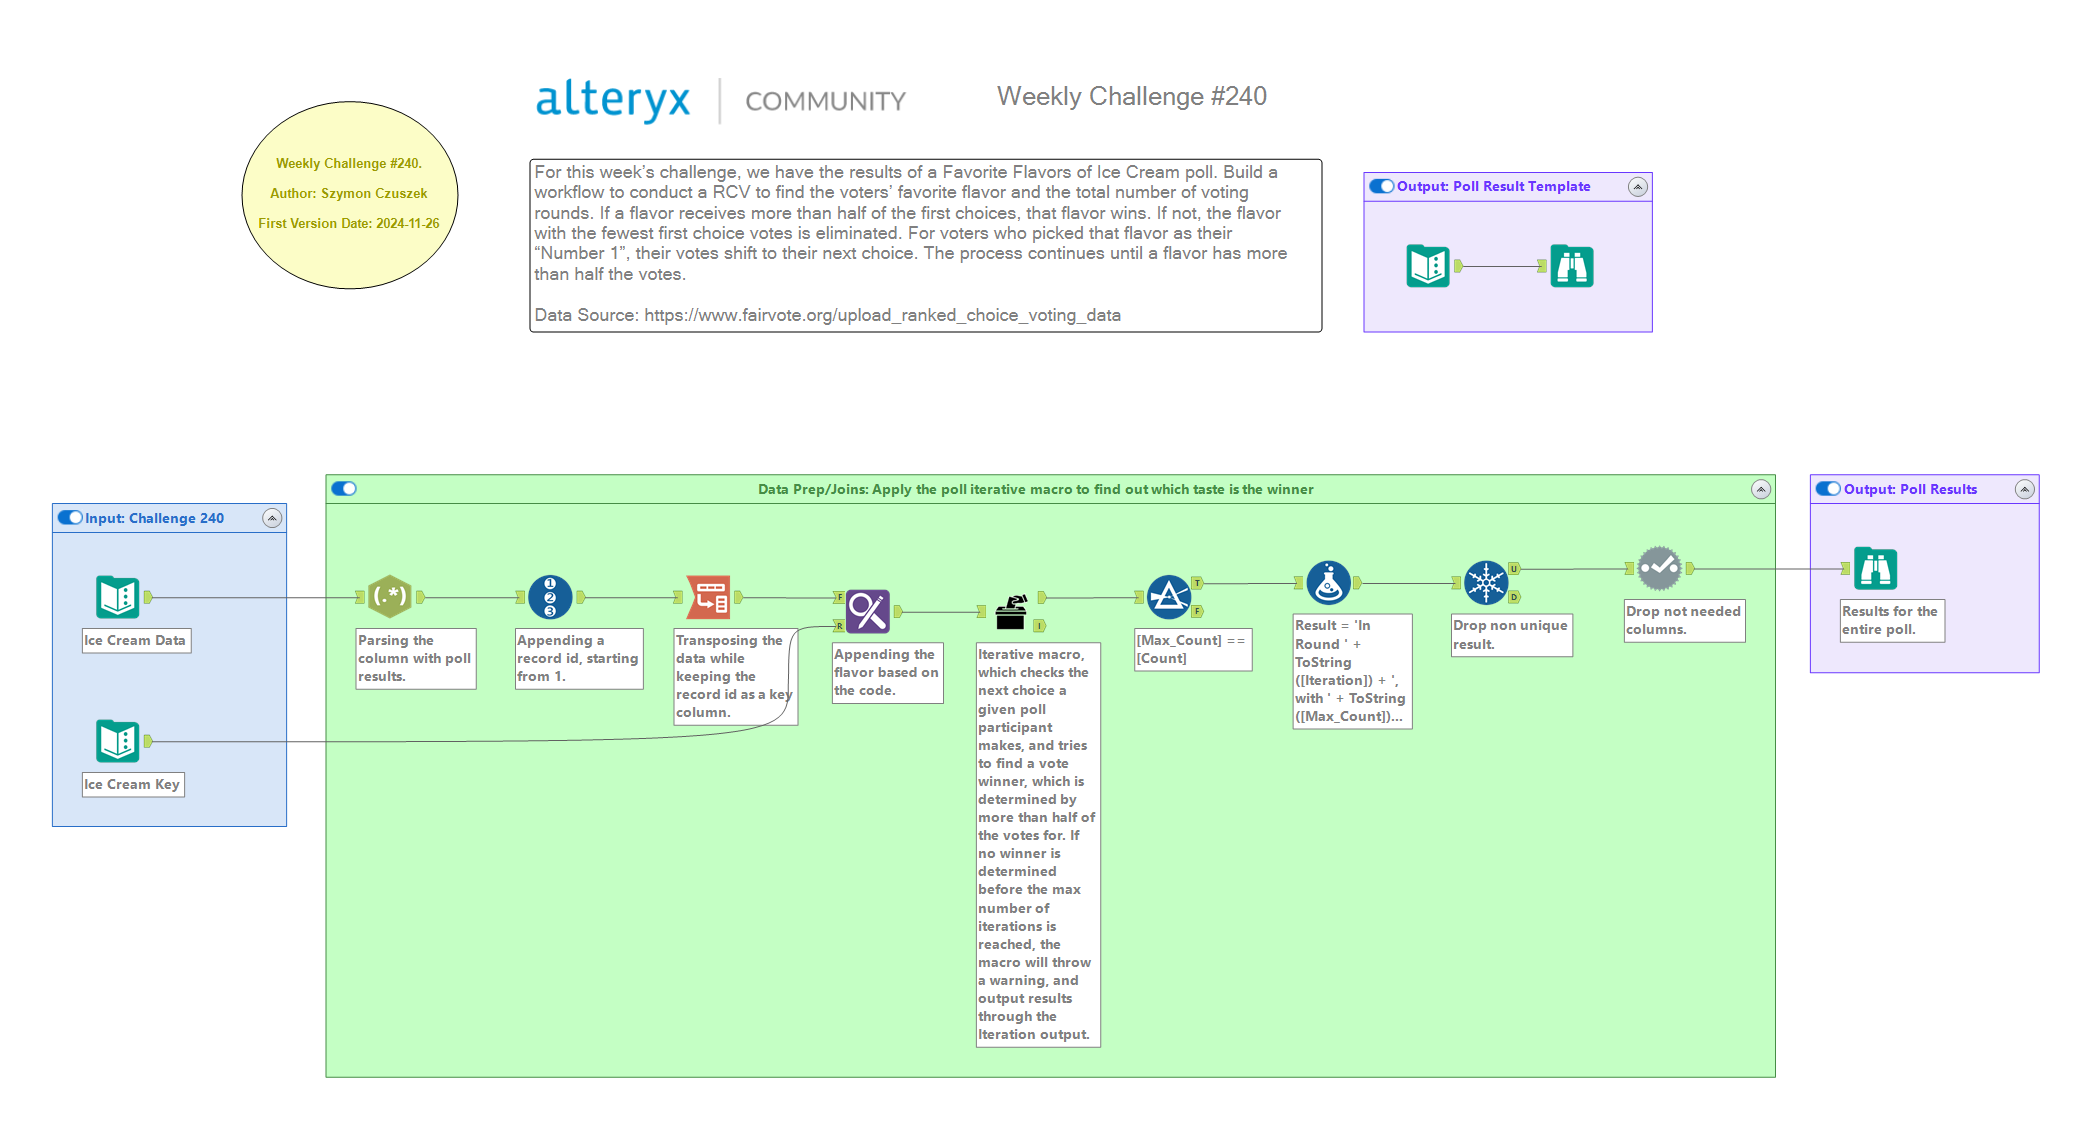 alteryx COMMUNITY Weekly Challenge #240
Weekly Challenge #240.
Author: Szymon Czuszek
First Version Date: 2024-11-26
For this week's challenge, we have the results of a Favorite Flavors of Ice Cream poll. Build a
workflow to conduct a RCV to find the voters' favorite flavor and the total number of voting
rounds. If a flavor receives more than half of the first choices, that flavor wins. If not, the flavor
with the fewest first choice votes is eliminated. For voters who picked that flavor as their
“Number 1”, their votes shift to their next choice. The process continues until a flavor has more
than half the votes.
Data Source: https://www.fairvote.org/upload_ranked_choice_voting_data
Output: Poll Result Template
Input: Challenge 240
Ice Cream Data
Ice Cream Key
Data Prep/Joins: Apply the poll iterative macro to find out which taste is the winner
(.*)
Parsing the
column with poll
results.
1
2
3
Appending a
record id, starting
from 1.
Transposing the
data while
keeping the
record id as a key
column.
F
R
Appending the
flavor based on
the code.
I
Iterative macro,
which checks the
next choice a
given poll
participant
makes, and tries
to find a vote
winner, which is
determined by
more than half of
the votes for. If
no winner is
determined
before the max
number of
iterations is
reached, the
macro will throw
a warning, and
output results
through the
Iteration output.
T
F
[Max_Count] ==
[Count]
Result = 'In
Round ' +
ToString
([Iteration]) + ',
with ' + ToString
([Max_Count])...
U
D
Drop non unique
result.
Drop not needed
columns.
Output: Poll Results
Results for the
entire poll.